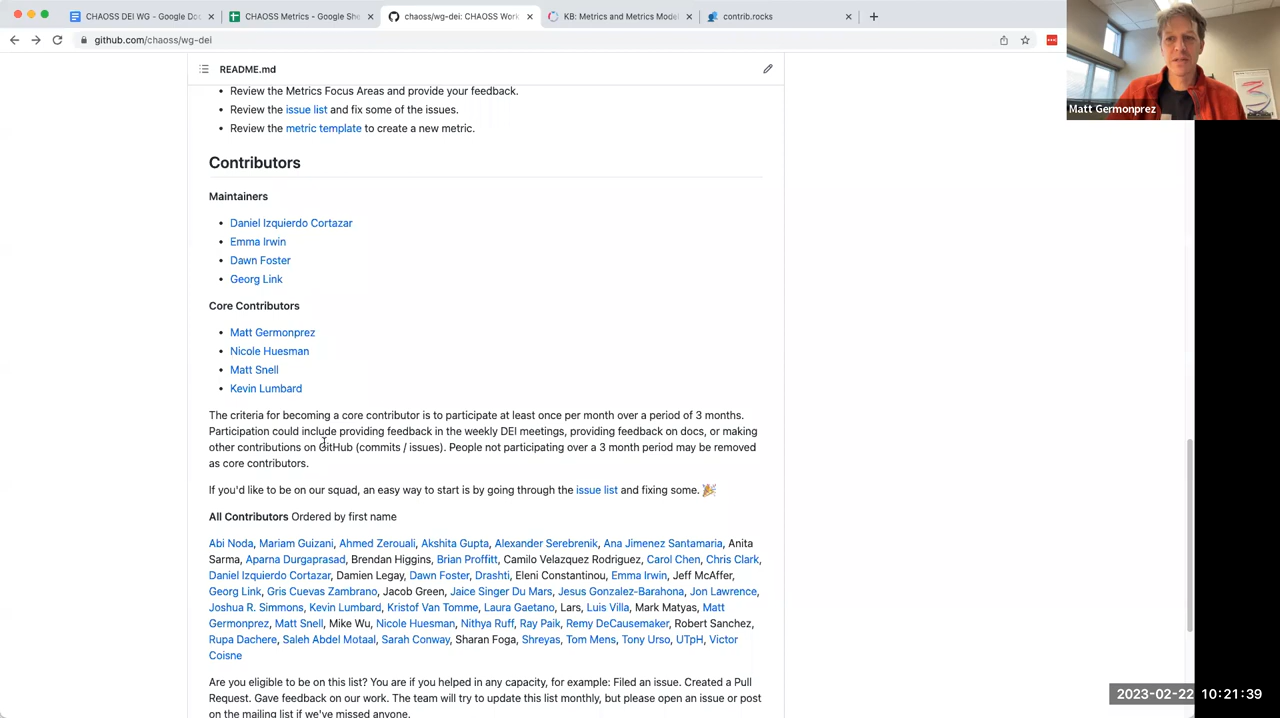 CHAOSS DEI WG - Google Doc
CHAOSS Metrics - Google She
chaoss/wg-dei: CHAOSS Work
KB: Metrics and Metrics Model
contrib.rocks
github.com/chaoss/wg-dei
Matt Germonprez
README.md
Review the Metrics Focus Areas and provide your feedback.
Review the issue list and fix some of the issues.
Review the metric template to create a new metric.
Contributors
Maintainers
Daniel Izquierdo Cortazar
Emma Irwin
Dawn Foster
Georg Link
Core Contributors
Matt Germonprez
Nicole Huesman
Matt Snell
Kevin Lumbard
The criteria for becoming a core contributor is to participate at least once per month over a period of 3 months.
Participation could include providing feedback in the weekly DEI meetings, providing feedback on docs, or making
other contributions on GitHub (commits / issues). People not participating over a 3 month period may be removed
as core contributors.
If you'd like to be on our squad, an easy way to start is by going through the issue list and fixing some. 🎉
All Contributors Ordered by first name
Abi Noda, Mariam Guizani, Ahmed Zerouali, Akshita Gupta, Alexander Serebrenik, Ana Jimenez Santamaria, Anita
Sarma, Aparna Durgaprasad, Brendan Higgins, Brian Proffitt, Camilo Velazquez Rodriguez, Carol Chen, Chris Clark,
Daniel Izquierdo Cortazar, Damien Legay, Dawn Foster, Drashti, Eleni Constantinou, Emma Irwin, Jeff McAffer,
Georg Link, Gris Cuevas Zambrano, Jacob Green, Jaice Singer Du Mars, Jesus Gonzalez-Barahona, Jon Lawrence,
Joshua R. Simmons, Kevin Lumbard, Kristof Van Tomme, Laura Gaetano, Lars, Luis Villa, Mark Matyas, Matt
Germonprez, Matt Snell, Mike Wu, Nicole Huesman, Nithya Ruff, Ray Paik, Remy DeCausemaker, Robert Sanchez,
Rupa Dachere, Saleh Abdel Motaal, Sarah Conway, Sharan Foga, Shreyas, Tom Mens, Tony Urso, UTpH, Victor
Coisne
Are you eligible to be on this list? You are if you helped in any capacity, for example: Filed an issue. Created a Pull
Request. Gave feedback on our work. The team will try to update this list monthly, but please open an issue or post
on the mailing list if we've missed anyone.
2023-02-22 10:21:39